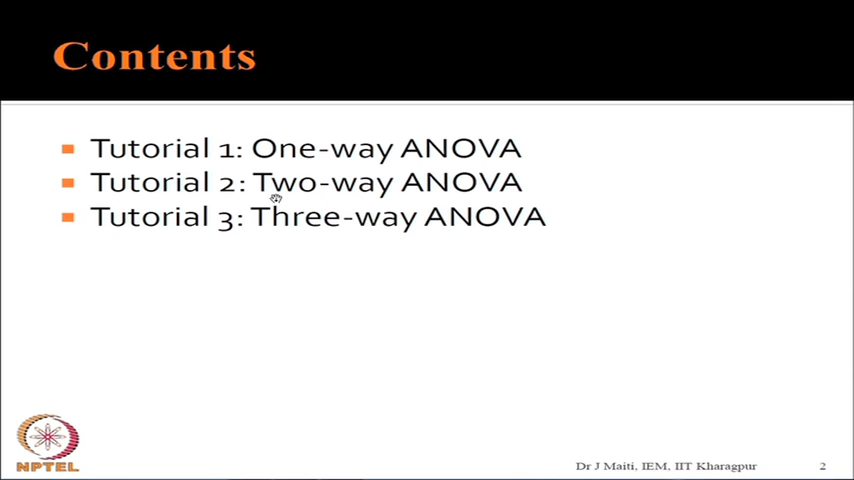 Contents
Tutorial 1: One-way ANOVA
Tutorial 2: Two-way ANOVA
Tutorial 3: Three-way ANOVA
NPTEL
Dr J Maiti, IEM, IIT Kharagpur
2